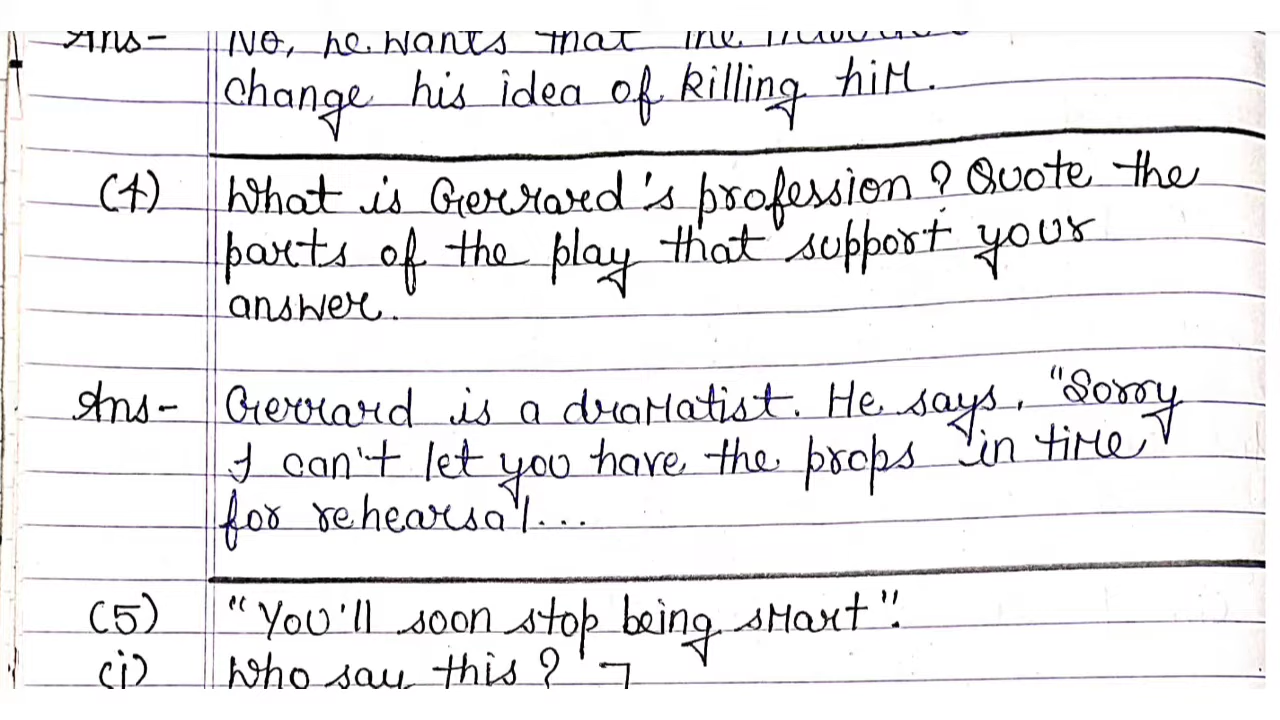 Ans- No, he wants that the
change his idea of killing him.
(4) What is Gerrard's profession? Quote the
parts of the play that support your
answer.
Ans- Gerrard is a dramatist. He says, "Sorry
I can't let you have the props in time
for rehearsal...
(5) "You'll soon stop being smart".
(i) Who say this?